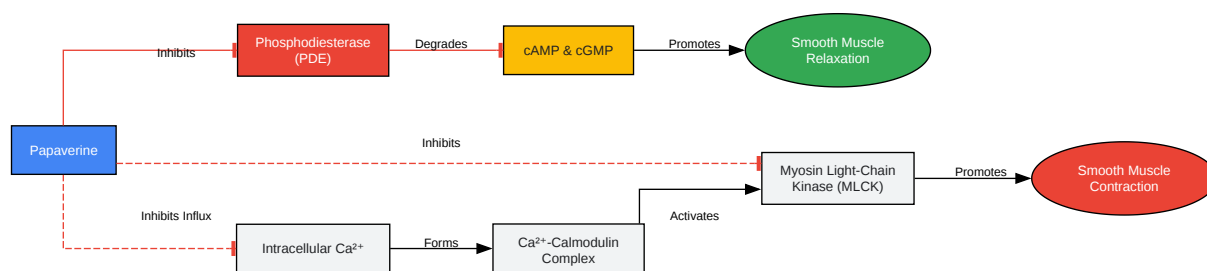 Phosphodiesterase
(PDE)
Inhibits
Degrades
cAMP & cGMP
Promotes
Smooth Muscle
Relaxation
Papaverine
Inhibits
Myosin Light-Chain
Kinase (MLCK)
Promotes
Smooth Muscle
Contraction
Inhibits Influx
Activates
Intracellular Ca²⁺
Forms
Ca²⁺-Calmodulin
Complex